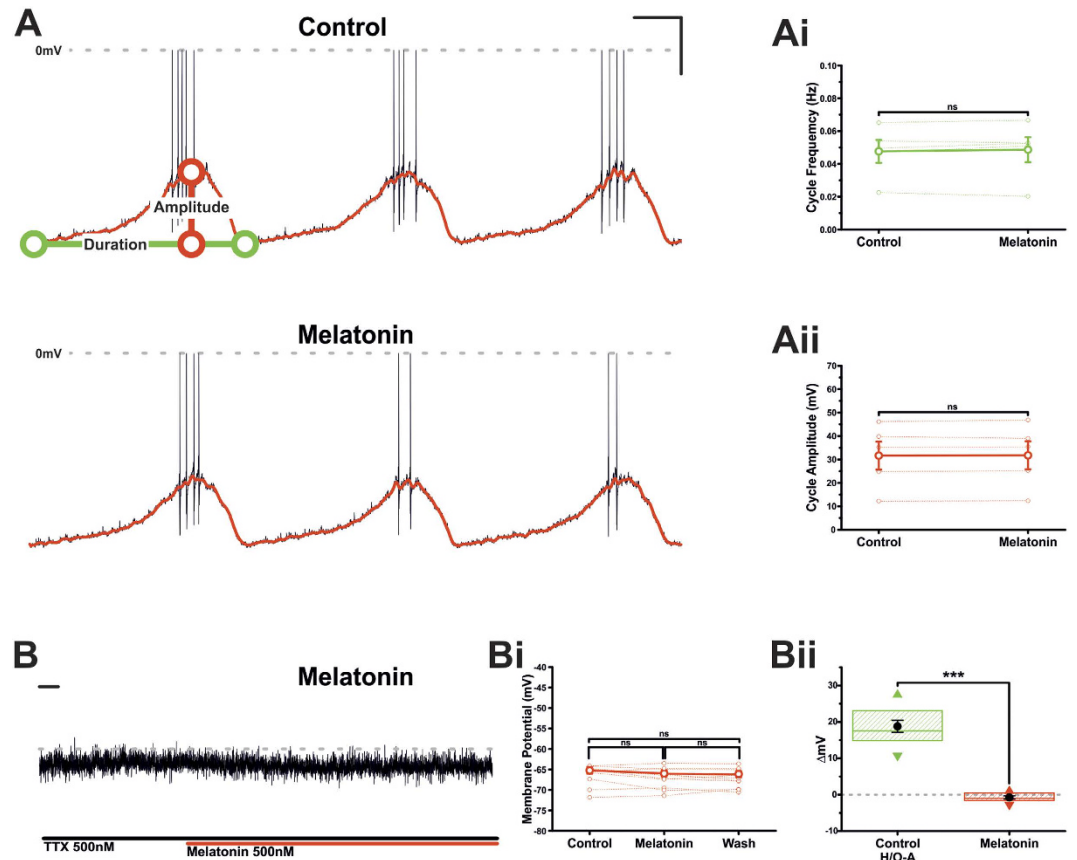 A
Control
0mV
Amplitude
Duration
Ai
Cycle Frequemcy (Hz)
0.10
0.08
0.06
0.04
0.02
0.00
ns
Control
Melatonin
Melatonin
0mV
Aii
Cycle Amplitude (mV)
70
60
50
40
30
20
10
0
ns
Control
Melatonin
B
Melatonin
TTX 500nM
Melatonin 500nM
Bi
Membrane Potential (mV)
-40
-45
-50
-55
-60
-65
-70
-75
-80
ns
ns
ns
Control
Melatonin
Wash
Bii
ΔmV
30
20
10
0
-10
***
Control
H/O-A
Melatonin